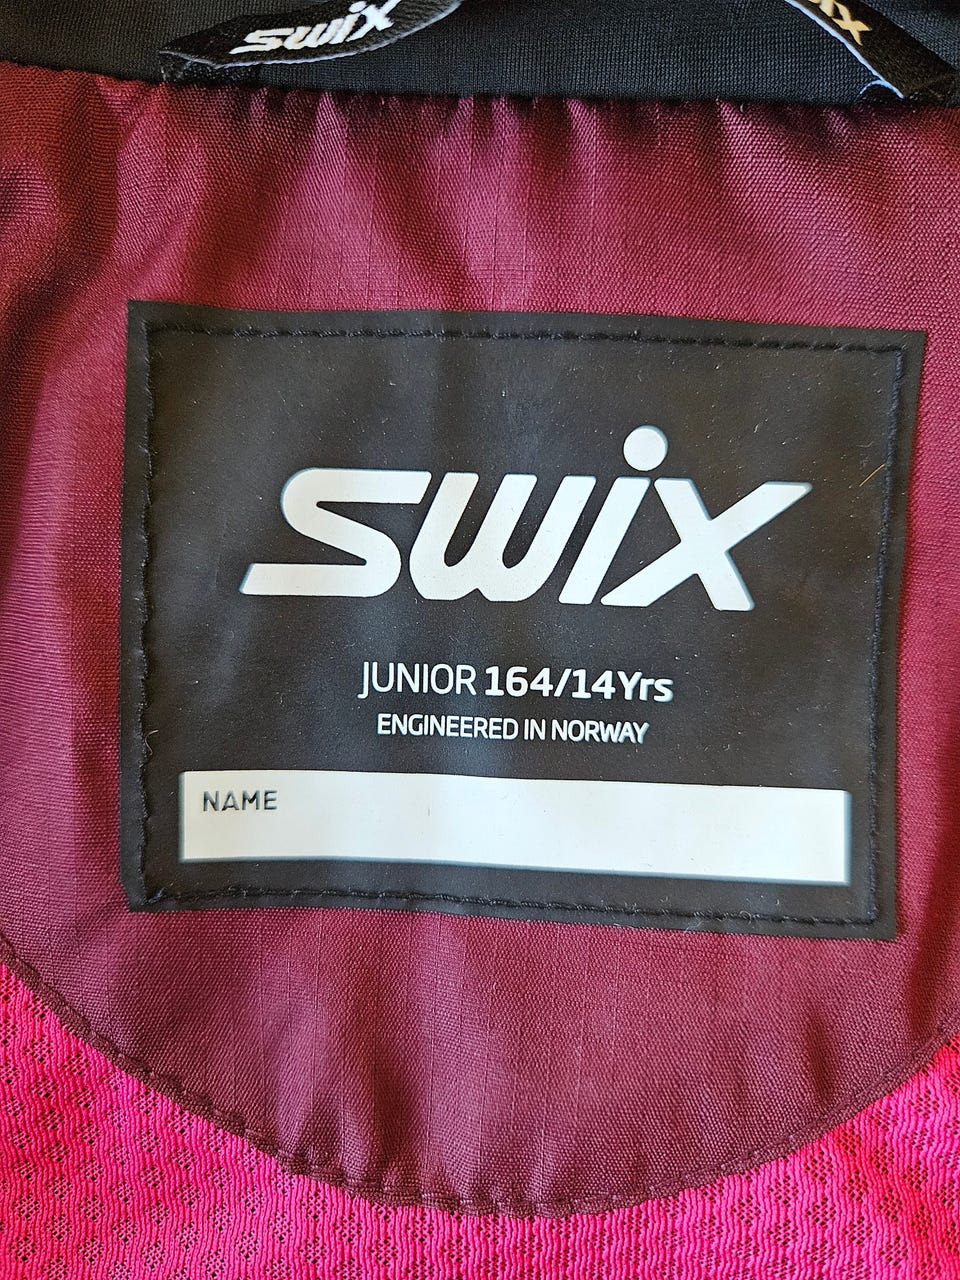 swix
swix
JUNIOR 164/14Yrs
ENGINEERED IN NORWAY
NAME